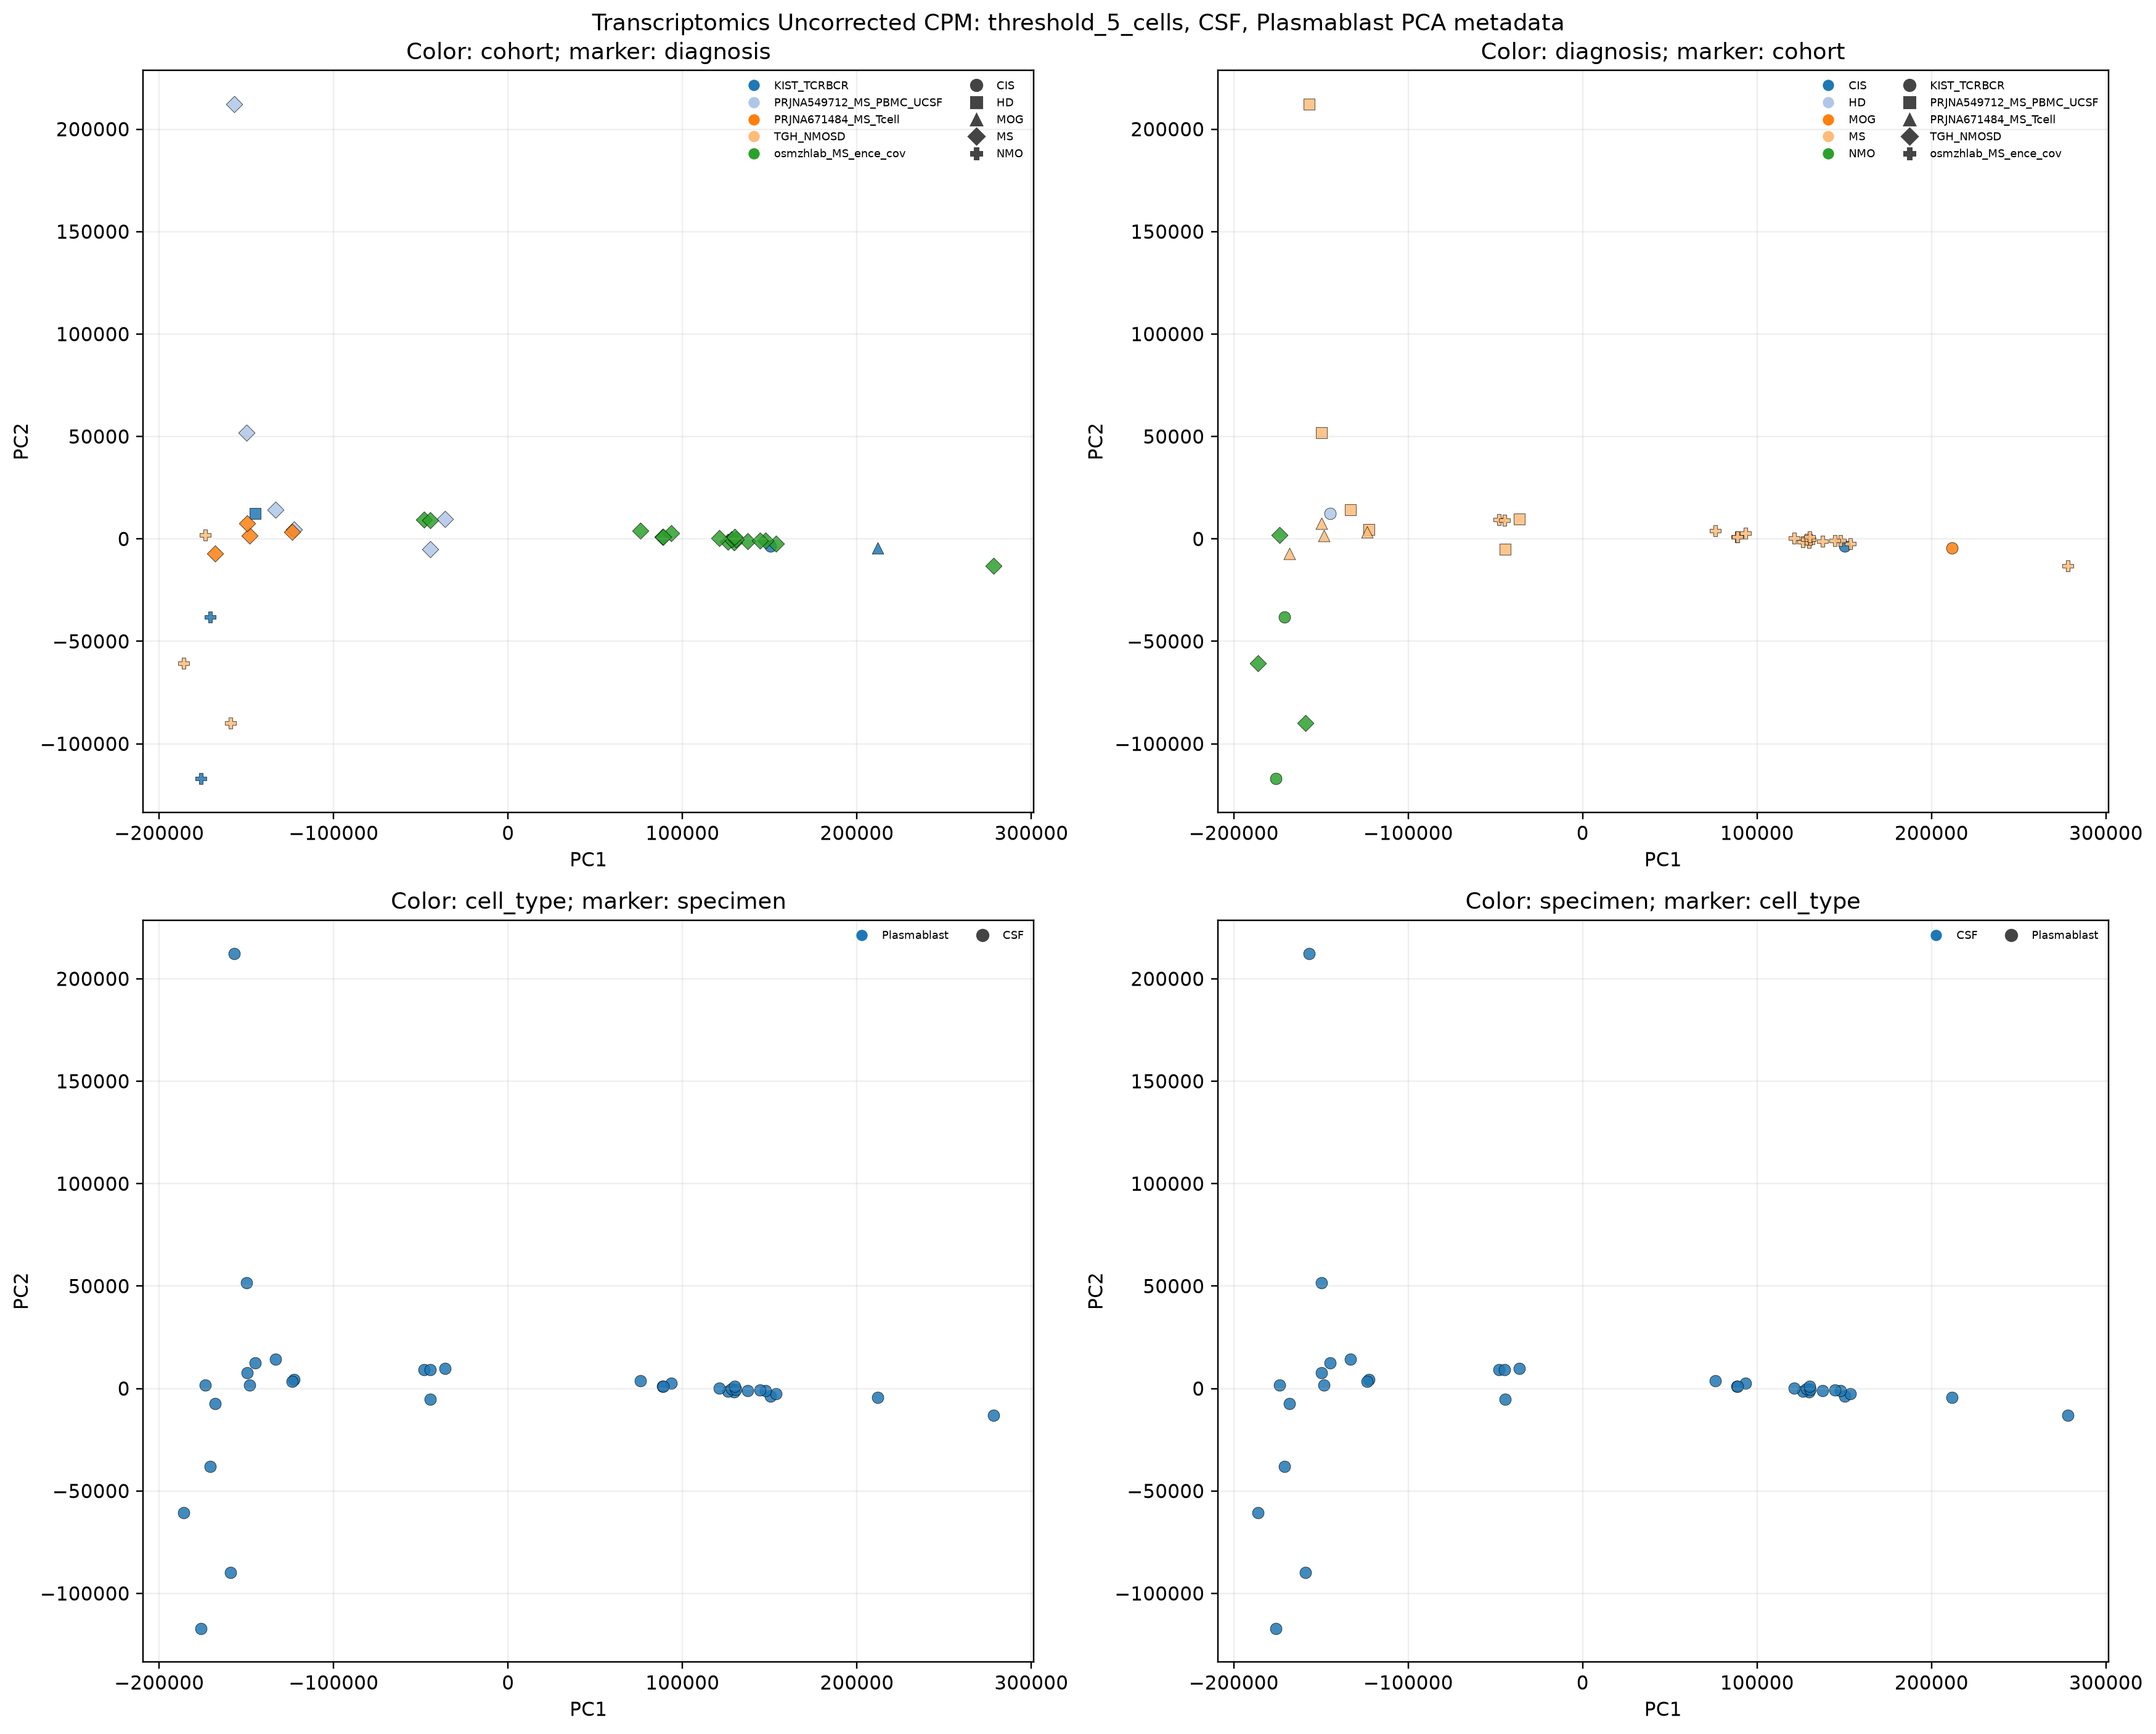 Transcriptomics Uncorrected CPM: threshold_5_cells, CSF, Plasmablast PCA metadata
Color: cohort; marker: diagnosis
KIST_TCRBCR
PRJNA549712_MS_PBMC_UCSF
PRJNA671484_MS_Tcell
TGH_NMOSD
osmzhlab_MS_ence_cov
CIS
HD
MOG
MS
NMO
PC2
200000
150000
100000
50000
0
−50000
−100000
−200000
−100000
0
100000
200000
300000
PC1
Color: diagnosis; marker: cohort
CIS
HD
MOG
MS
NMO
KIST_TCRBCR
PRJNA549712_MS_PBMC_UCSF
PRJNA671484_MS_Tcell
TGH_NMOSD
osmzhlab_MS_ence_cov
PC2
200000
150000
100000
50000
0
−50000
−100000
−200000
−100000
0
100000
200000
300000
PC1
Color: cell_type; marker: specimen
Plasmablast
CSF
PC2
200000
150000
100000
50000
0
−50000
−100000
−200000
−100000
0
100000
200000
300000
PC1
Color: specimen; marker: cell_type
CSF
Plasmablast
PC2
200000
150000
100000
50000
0
−50000
−100000
−200000
−100000
0
100000
200000
300000
PC1